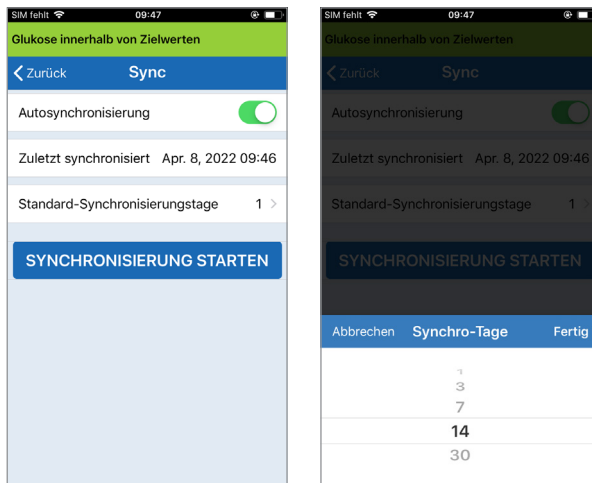 SIM fehlt 09:47
Glukose innerhalb von Zielwerten
Zurück Sync
Autosynchronisierung
Zuletzt synchronisiert Apr. 8, 2022 09:46
Standard-Synchronisierungstage 1
SYNCHRONISIERUNG STARTEN
SIM fehlt 09:47
Glukose innerhalb von Zielwerten
Zurück Sync
Autosynchronisierung
Zuletzt synchronisiert Apr. 8, 2022 09:46
Standard-Synchronisierungstage 1
SYNCHRONISIERUNG STARTEN
Abbrechen Synchro-Tage Fertig
1
3
7
14
30